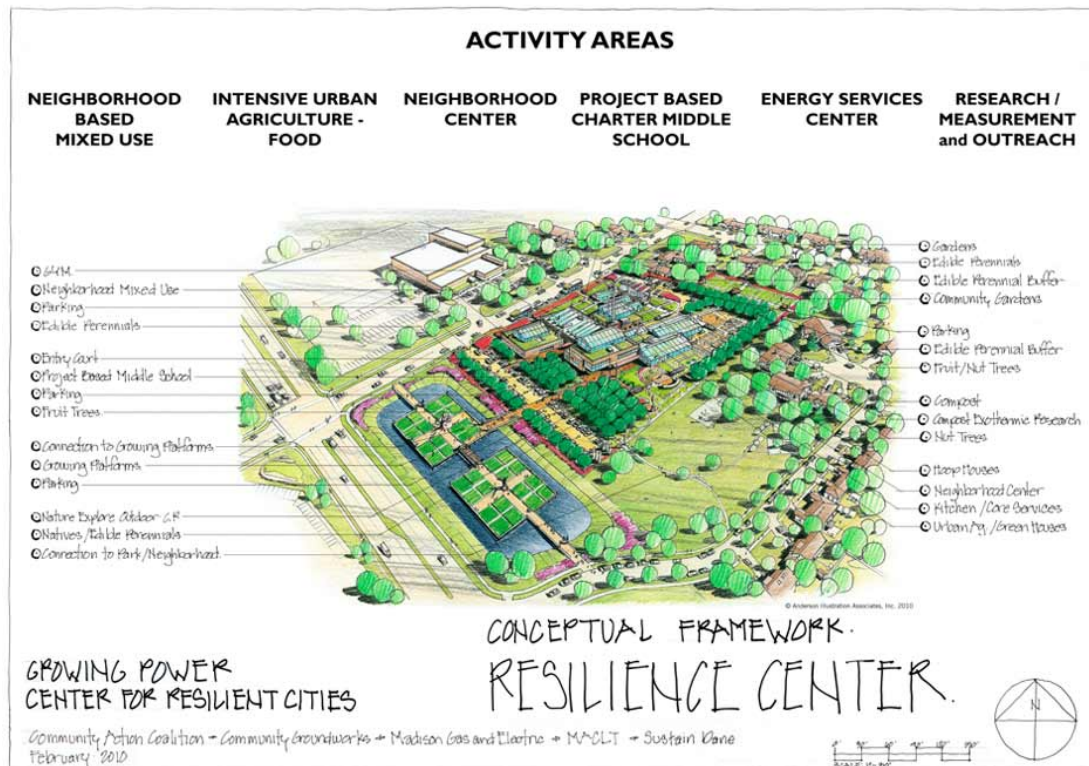 ACTIVITY AREAS
NEIGHBORHOOD
BASED
MIXED USE
INTENSIVE URBAN
AGRICULTURE -
FOOD
NEIGHBORHOOD
CENTER
PROJECT BASED
CHARTER MIDDLE
SCHOOL
ENERGY SERVICES
CENTER
RESEARCH /
MEASUREMENT
and OUTREACH
GYM
Neighborhood Mixed Use
Parking
Edible Perennials
Entry Court
Project Based Middle School
Parking
Fruit Trees
Connection to Growing Platforms
Growing Platforms
Parking
Nature Explore Outdoor C.R
Natives/Edible Perennials
Connection to Park/Neighborhood
Gardens
Edible Perennials
Edible Perennial Buffer
Community Gardens
Parking
Edible Perennial Buffer
Fruit/Nut Trees
Compost
Compost Exothermic Research
Nut Trees
Hoop Houses
Neighborhood Center
Kitchen/Core Services
Urban Ag./Green Houses
© Anderson Illustration Associates, Inc. 2010
CONCEPTUAL FRAMEWORK.
RESILIENCE CENTER.
GROWING POWER
CENTER FOR RESILIENT CITIES
Community Action Coalition + Community Groundworks + Madison Gas and Electric + MACLT + Sustain Dane
February 2010
N